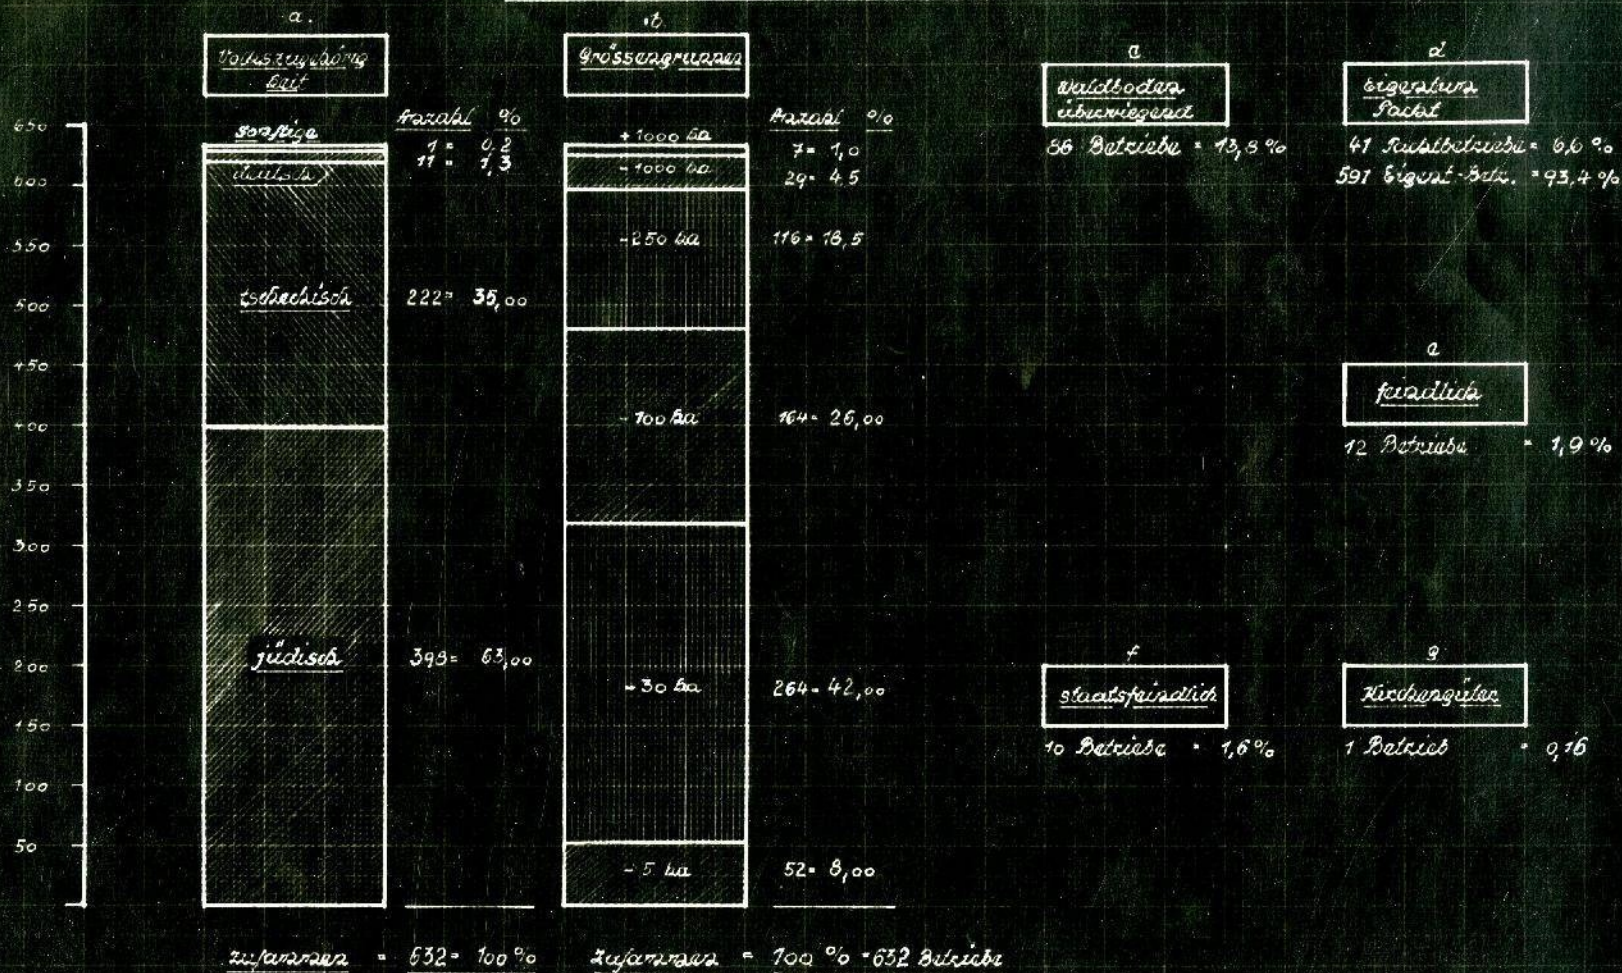 a.
Volkszugehörig
keit
b
Grössengruppen
c
Waldboden
überwiegend
d
Eigentum
Pacht
Anzahl %
Anzahl %
88 Betriebe = 13,8 %
41 Pachtbetriebe = 6,6 %
591 Eigent.-Betr. = 93,4 %
650
600
550
500
450
400
350
300
250
200
150
100
50
sonstige
1 = 0,2
11 = 1,3
deutsch
tschechisch
222 = 35,00
jüdisch
398 = 63,00
+1000 ha
7 = 1,0
-1000 ha
29 = 4,5
-250 ha
116 = 18,5
-100 ha
164 = 26,00
-30 ha
264 = 42,00
-5 ha
52 = 8,00
e
feindlich
12 Betriebe = 1,9 %
f
staatsfeindlich
10 Betriebe = 1,6 %
g
Kirchengüter
1 Betrieb = 0,16
zusammen = 632 = 100 %
zusammen = 100 % = 632 Betriebe